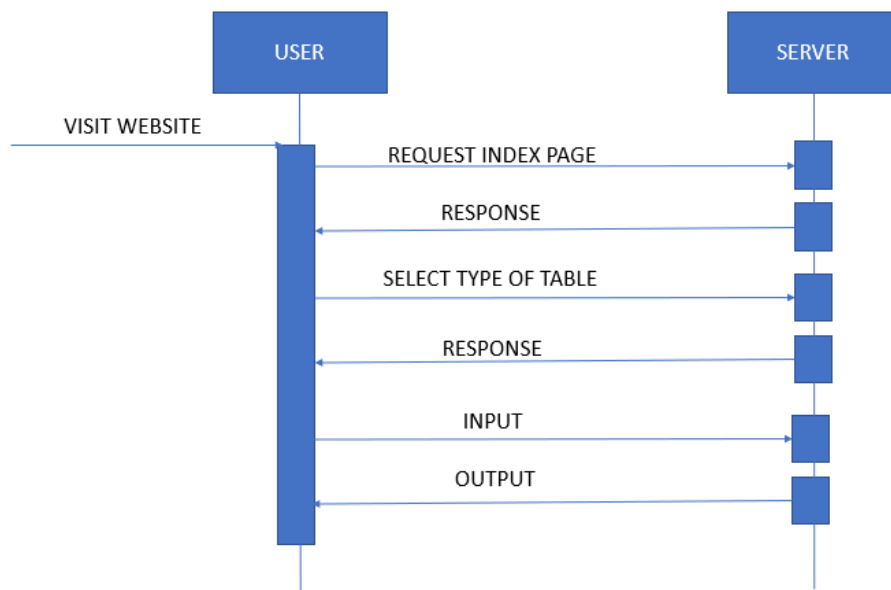 USER
SERVER
VISIT WEBSITE
REQUEST INDEX PAGE
RESPONSE
SELECT TYPE OF TABLE
RESPONSE
INPUT
OUTPUT